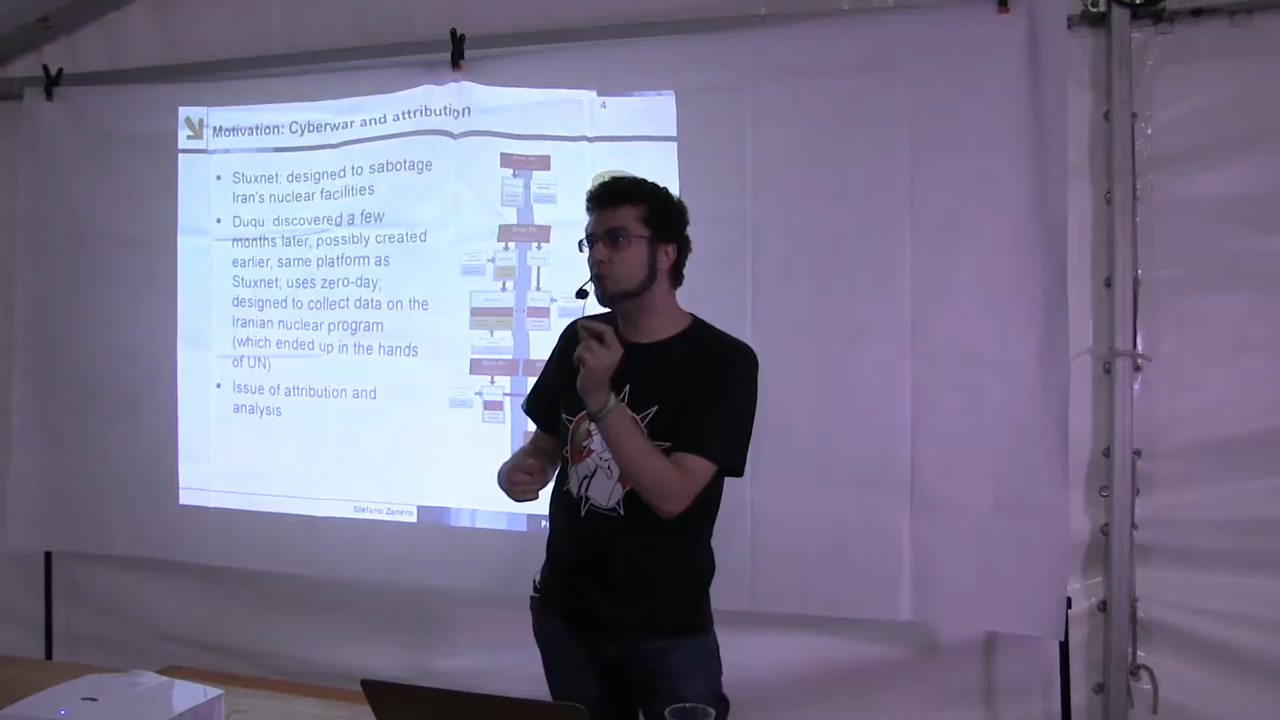 Motivation: Cyberwar and attribution
4
• Stuxnet: designed to sabotage
Iran's nuclear facilities
• Duqu: discovered a few
months later, possibly created
earlier, same platform as
Stuxnet; uses zero-day;
designed to collect data on the
Iranian nuclear program
(which ended up in the hands
of UN)
• Issue of attribution and
analysis
Stefano Zanero